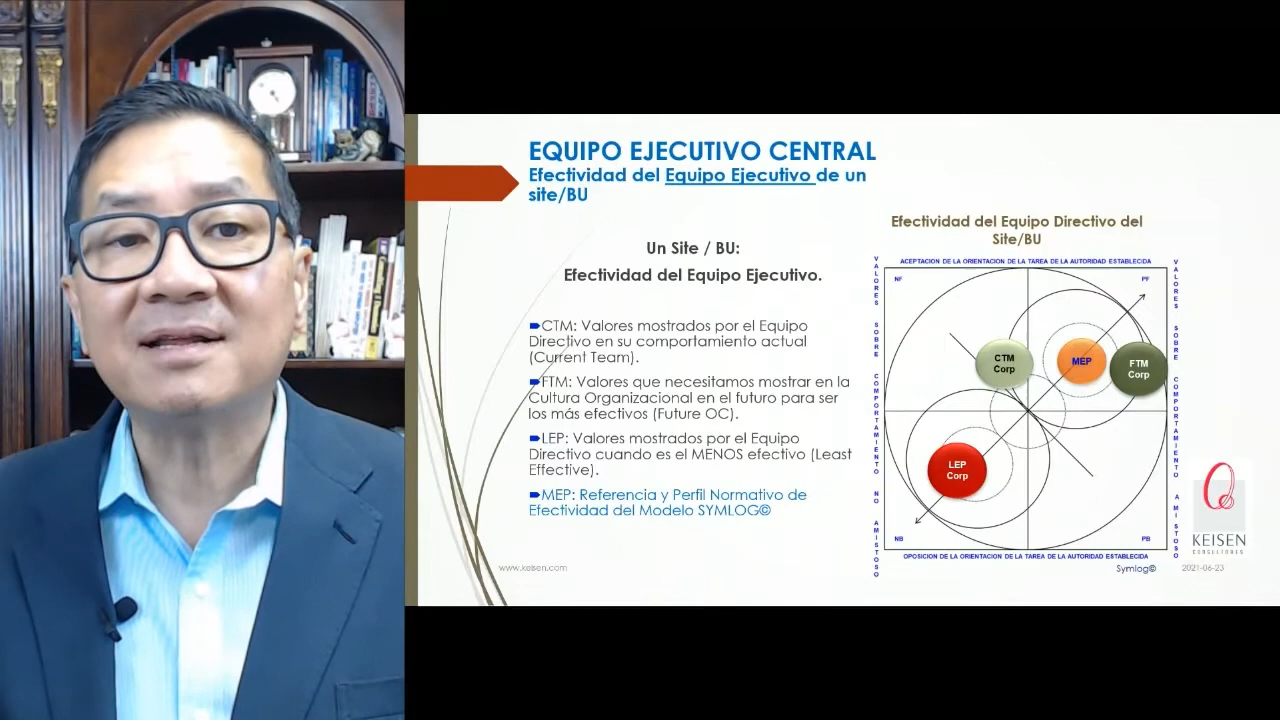 EQUIPO EJECUTIVO CENTRAL
Efectividad del Equipo Ejecutivo de un
site/BU
Un Site / BU:
Efectividad del Equipo Ejecutivo.
CTM: Valores mostrados por el Equipo
Directivo en su comportamiento actual
(Current Team).
FTM: Valores que necesitamos mostrar en la
Cultura Organizacional en el futuro para ser
los más efectivos (Future OC).
LEP: Valores mostrados por el Equipo
Directivo cuando es el MENOS efectivo (Least
Effective).
MEP: Referencia y Perfil Normativo de
Efectividad del Modelo SYMLOG©
www.keisen.com
Efectividad del Equipo Directivo del
Site/BU
ACEPTACION DE LA ORIENTACION DE LA TAREA DE LA AUTORIDAD ESTABLECIDA
VALORES SOBRE COMPORTAMIENTO NO AMISTOSO
NF
PF
CTM
Corp
MEP
FTM
Corp
LEP
Corp
NB
PB
VALORES SOBRE COMPORTAMIENTO AMISTOSO
OPOSICION DE LA ORIENTACION DE LA TAREA DE LA AUTORIDAD ESTABLECIDA
Symlog©
KEISEN
CONSULTORES
2021-06-23